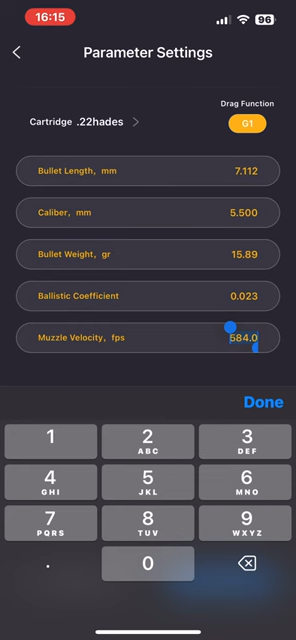 16:15
96
Parameter Settings
Drag Function
Cartridge .22hades
G1
Bullet Length, mm 7.112
Caliber, mm 5.500
Bullet Weight, gr 15.89
Ballistic Coefficient 0.023
Muzzle Velocity, fps 584.0
Done
1 2 3
ABC DEF
4 5 6
GHI JKL MNO
7 8 9
PQRS TUV WXYZ
. 0